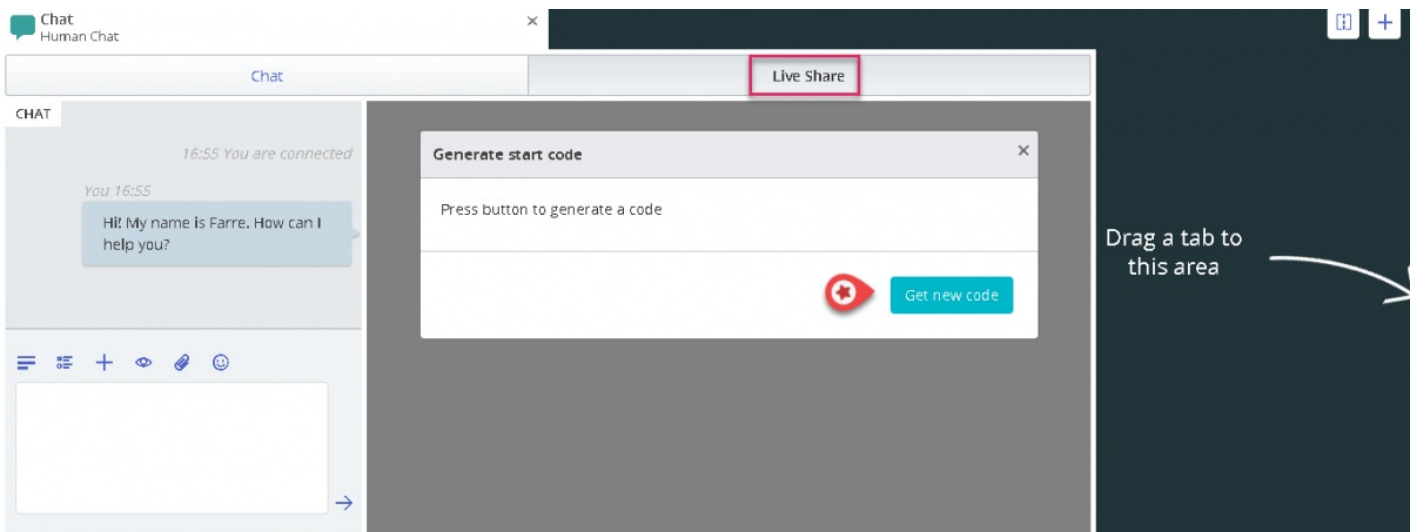 Chat
Human Chat
Chat
Live Share
CHAT
16:55 You are connected
You 16:55
Hi! My name is Farre. How can I
help you?
Generate start code
Press button to generate a code
Get new code
Drag a tab to
this area